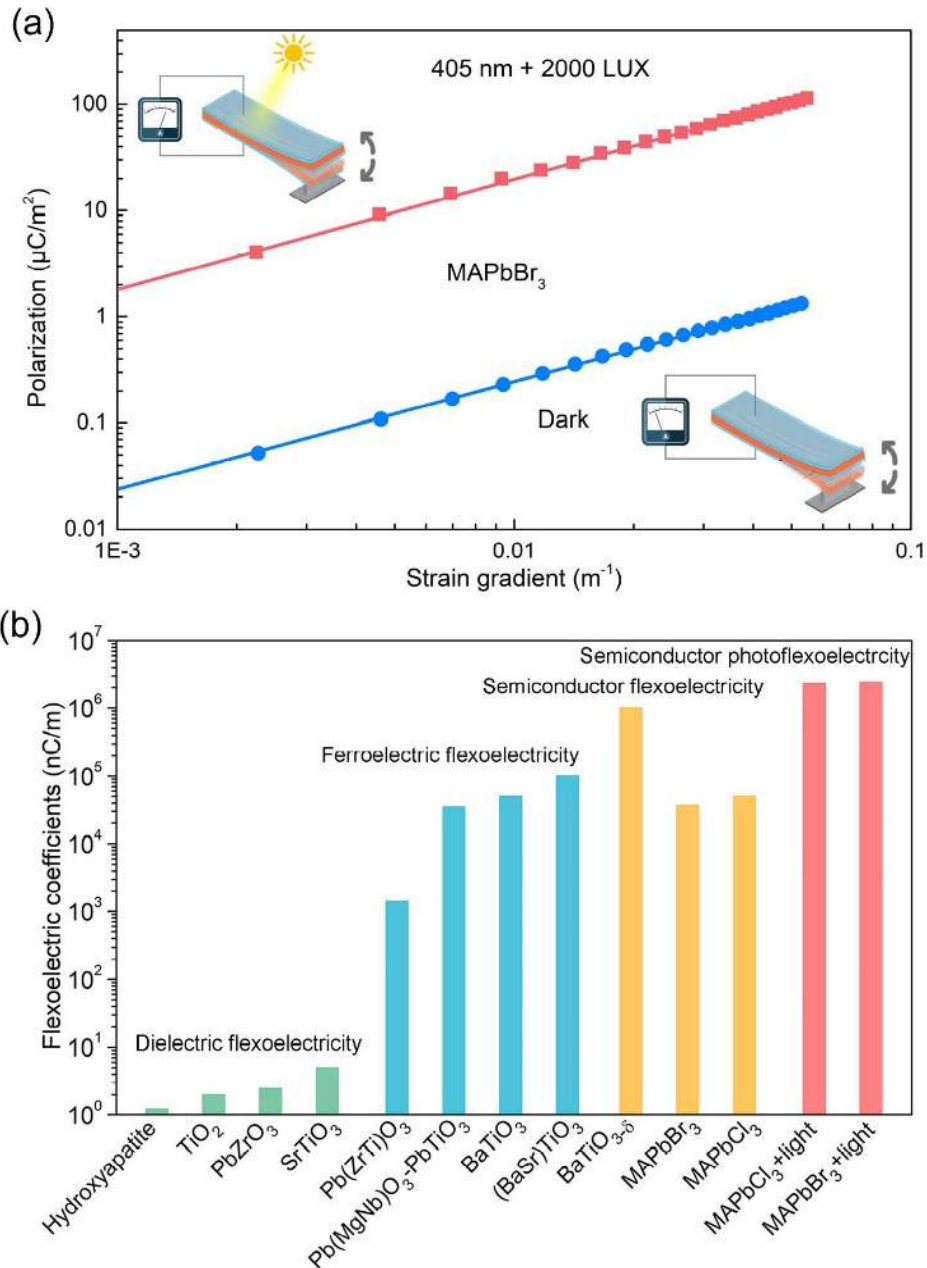 (a)
405 nm + 2000 LUX
100
10
1
0.1
0.01
Polarization (µC/m²)
A
MAPbBr₃
Dark
A
1E-3
0.01
0.1
Strain gradient (m⁻¹)
(b)
10⁷
10⁶
10⁵
10⁴
10³
10²
10¹
10⁰
Flexoelectric coefficients (nC/m)
Semiconductor photoflexoelectrcity
Semiconductor flexoelectricity
Ferroelectric flexoelectricity
Dielectric flexoelectricity
Hydroxyapatite
TiO₂
PbZrO₃
SrTiO₃
Pb(ZrTi)O₃
Pb(MgNb)O₃-PbTiO₃
BaTiO₃
(BaSr)TiO₃
BaTiO₃₋δ
MAPbBr₃
MAPbCl₃
MAPbCl₃+light
MAPbBr₃+light